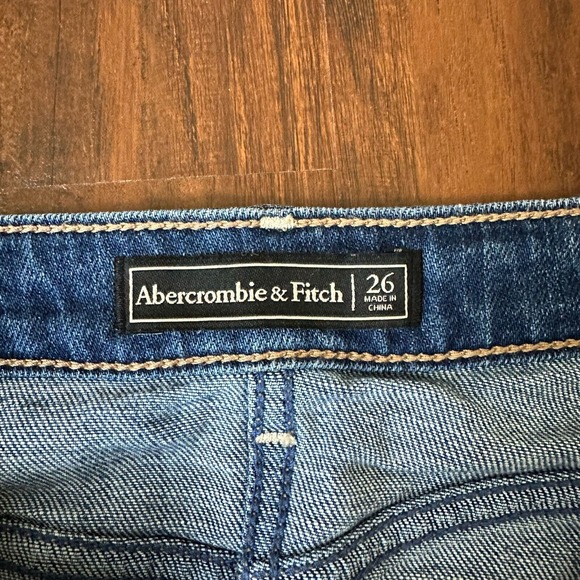 Abercrombie & Fitch | 26
MADE IN
CHINA